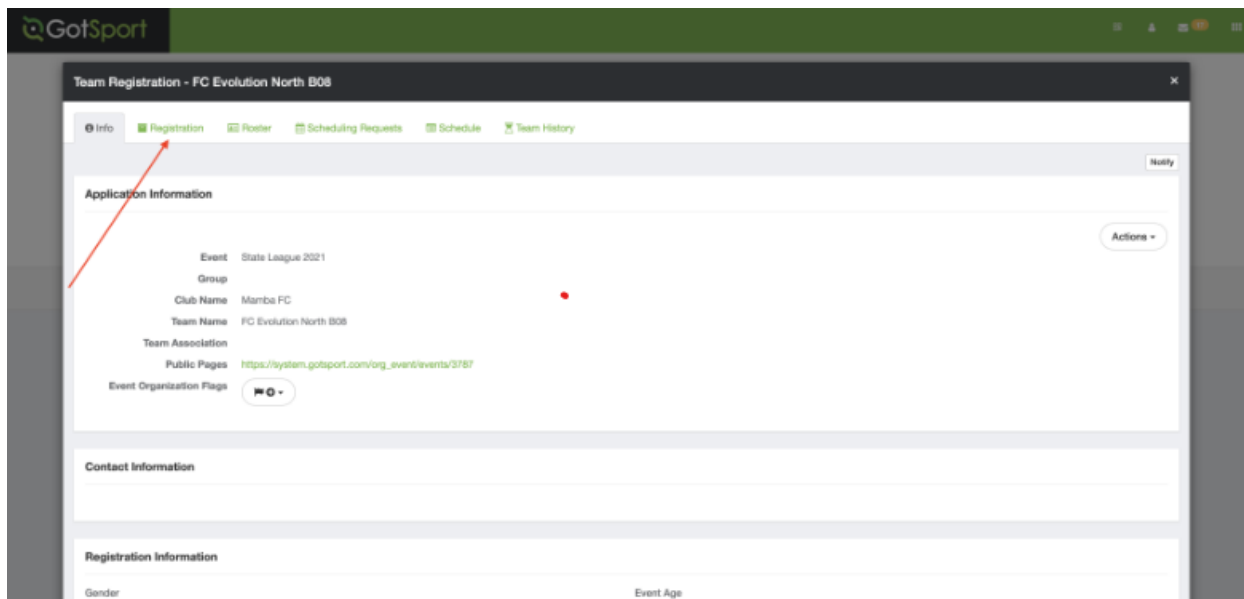 GotSport
Team Registration - FC Evolution North B08 ×
Info Registration Roster Scheduling Requests Schedule Team History
Notify
Application Information
Actions
Event State League 2021
Group
Club Name Mamba FC
Team Name FC Evolution North B08
Team Association
Public Pages https://system.gotsport.com/org_event/events/3787
Event Organization Flags
Contact Information
Registration Information
Gender Event Age